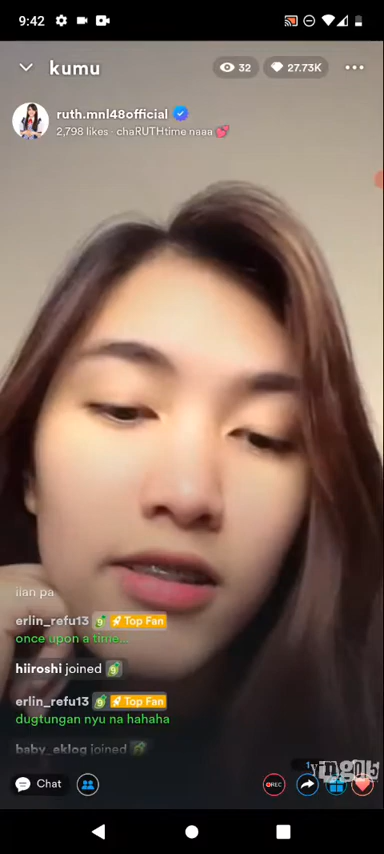 9:42
kumu
32
27.73K
ruth.mnl48official
2,798 likes · chaRUTHtime naaa 💕
ilan pa
erlin_refu13 Top Fan
once upon a time...
hiiroshi joined
erlin_refu13 Top Fan
dugtungan nyu na hahaha
baby_eklog joined
Chat
REC